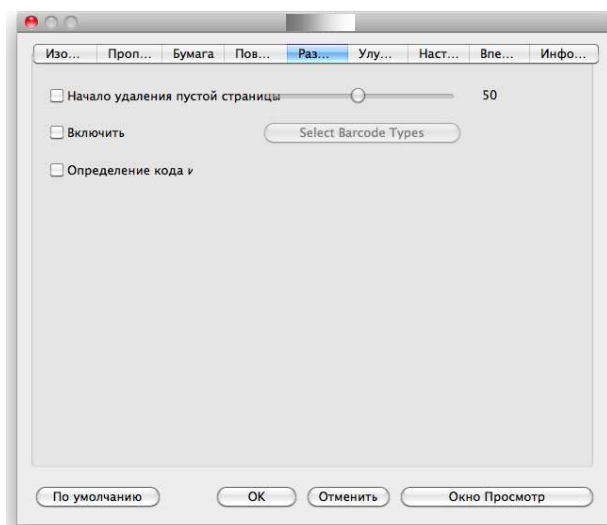 Изо... Проп... Бумага Пов... Раз... Улу... Наст... Впе... Инфо...
Начало удаления пустой страницы 50
Включить Select Barcode Types
Определение кода и
По умолчанию OK Отменить Окно Просмотр